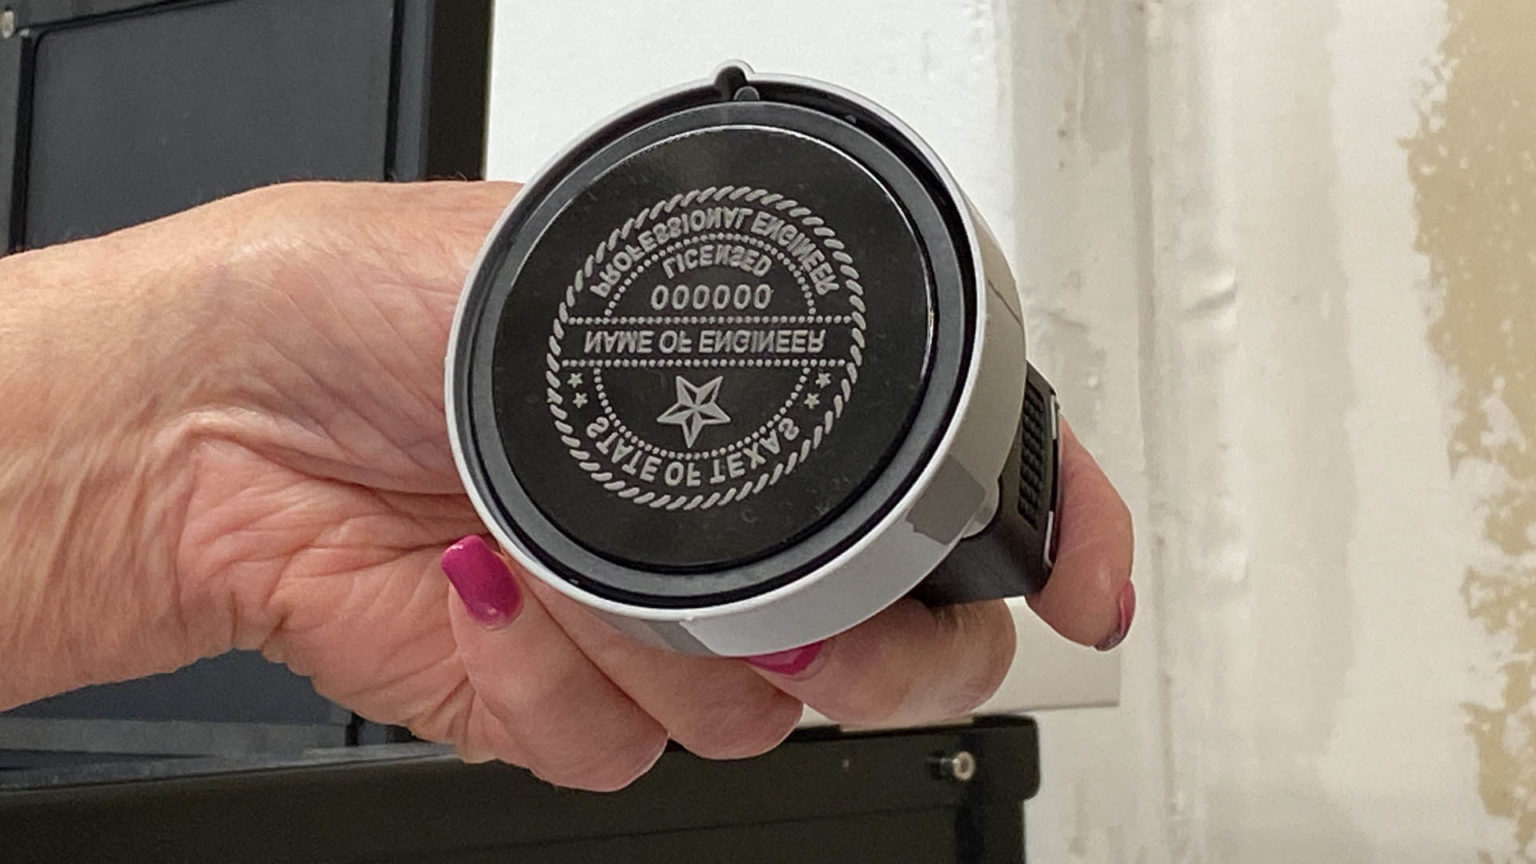 STATE OF TEXAS
NAME OF ENGINEER
000000
LICENSED
PROFESSIONAL ENGINEER